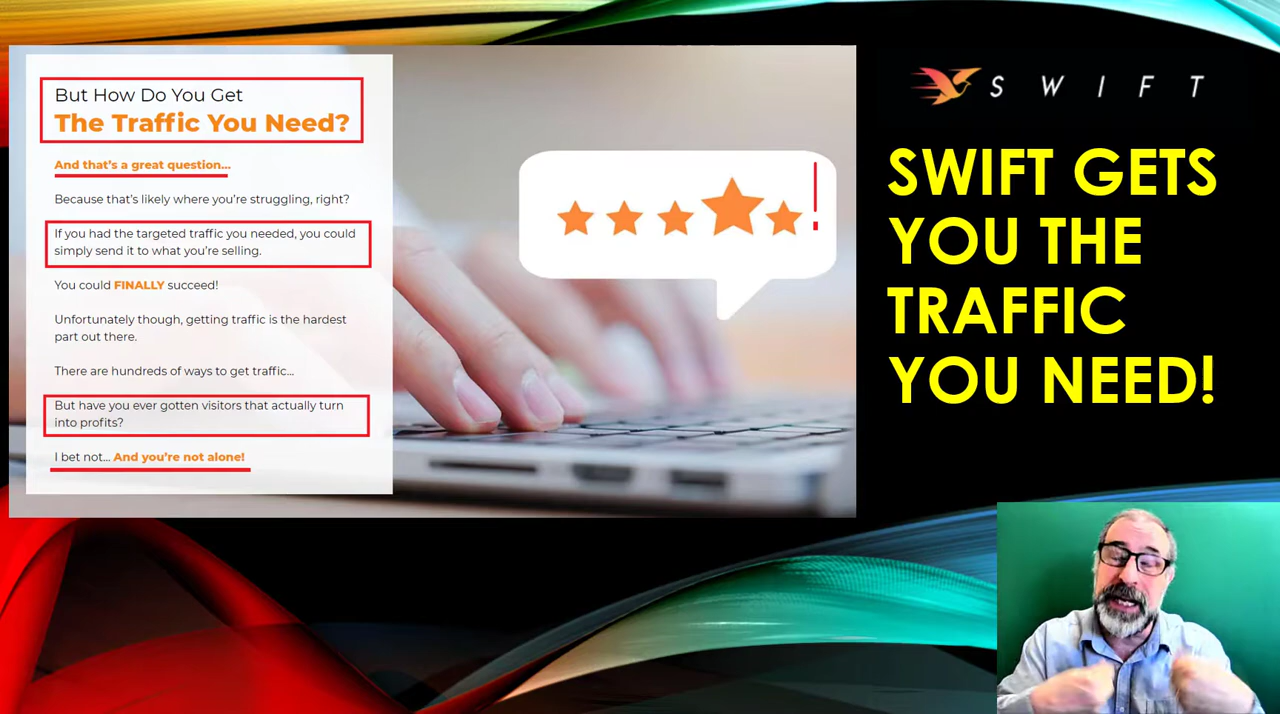 But How Do You Get
The Traffic You Need?
And that's a great question...
Because that's likely where you're struggling, right?
If you had the targeted traffic you needed, you could
simply send it to what you're selling.
You could FINALLY succeed!
Unfortunately though, getting traffic is the hardest
part out there.
There are hundreds of ways to get traffic...
But have you ever gotten visitors that actually turn
into profits?
I bet not... And you're not alone!
SWIFT
SWIFT GETS
YOU THE
TRAFFIC
YOU NEED!